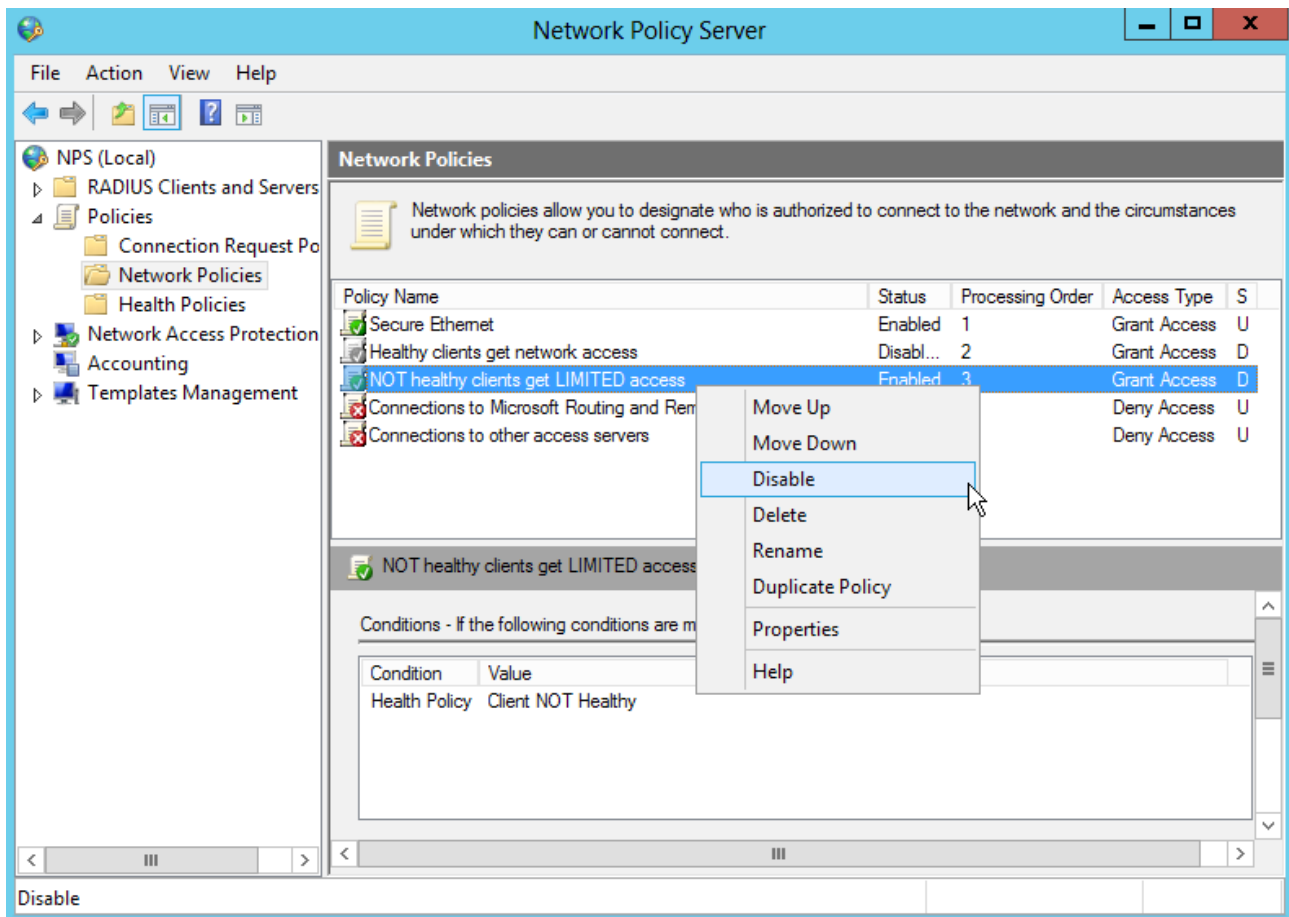 Network Policy Server
File Action View Help
NPS (Local)
RADIUS Clients and Servers
Policies
Connection Request Po
Network Policies
Health Policies
Network Access Protection
Accounting
Templates Management
Network Policies
Network policies allow you to designate who is authorized to connect to the network and the circumstances
under which they can or cannot connect.
Policy Name Status Processing Order Access Type S
Secure Ethernet Enabled 1 Grant Access U
Healthy clients get network access Disabl... 2 Grant Access D
NOT healthy clients get LIMITED access Enabled 3 Grant Access D
Connections to Microsoft Routing and Rem Deny Access U
Connections to other access servers Deny Access U
Move Up
Move Down
Disable
Delete
Rename
Duplicate Policy
Properties
Help
NOT healthy clients get LIMITED access
Conditions - If the following conditions are m
Condition Value
Health Policy Client NOT Healthy
Disable